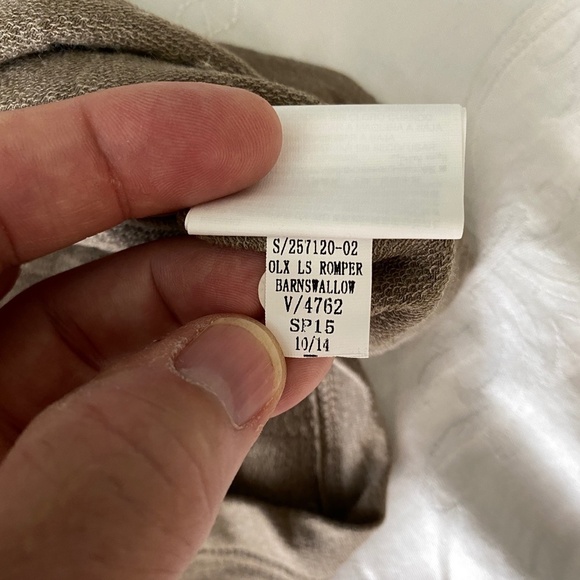 S/257120-02
OLX LS ROMPER
BARNSWALLOW
V/4762
SP15
10/14